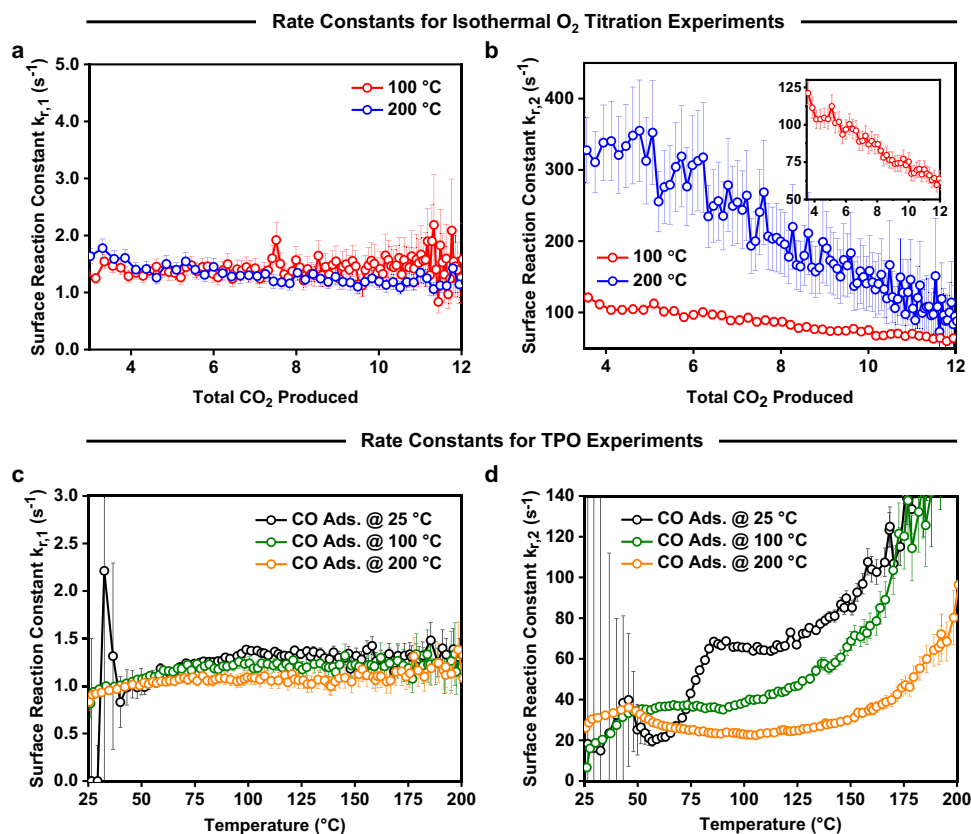 Rate Constants for Isothermal O₂ Titration Experiments
a
b
Surface Reaction Constant kᵣ,₁ (s⁻¹)
5.0
4.0
3.0
2.0
1.0
0.0
100 °C
200 °C
4 6 8 10 12
Total CO₂ Produced
Surface Reaction Constant kᵣ,₂ (s⁻¹)
400
300
200
100
100 °C
200 °C
125
100
75
50
4 6 8 10 12
4 6 8 10 12
Total CO₂ Produced
Rate Constants for TPO Experiments
c
d
Surface Reaction Constant kᵣ,₁ (s⁻¹)
3.0
2.5
2.0
1.5
1.0
0.5
0.0
CO Ads. @ 25 °C
CO Ads. @ 100 °C
CO Ads. @ 200 °C
25 50 75 100 125 150 175 200
Temperature (°C)
Surface Reaction Constant kᵣ,₂ (s⁻¹)
140
120
100
80
60
40
20
0
CO Ads. @ 25 °C
CO Ads. @ 100 °C
CO Ads. @ 200 °C
25 50 75 100 125 150 175 200
Temperature (°C)